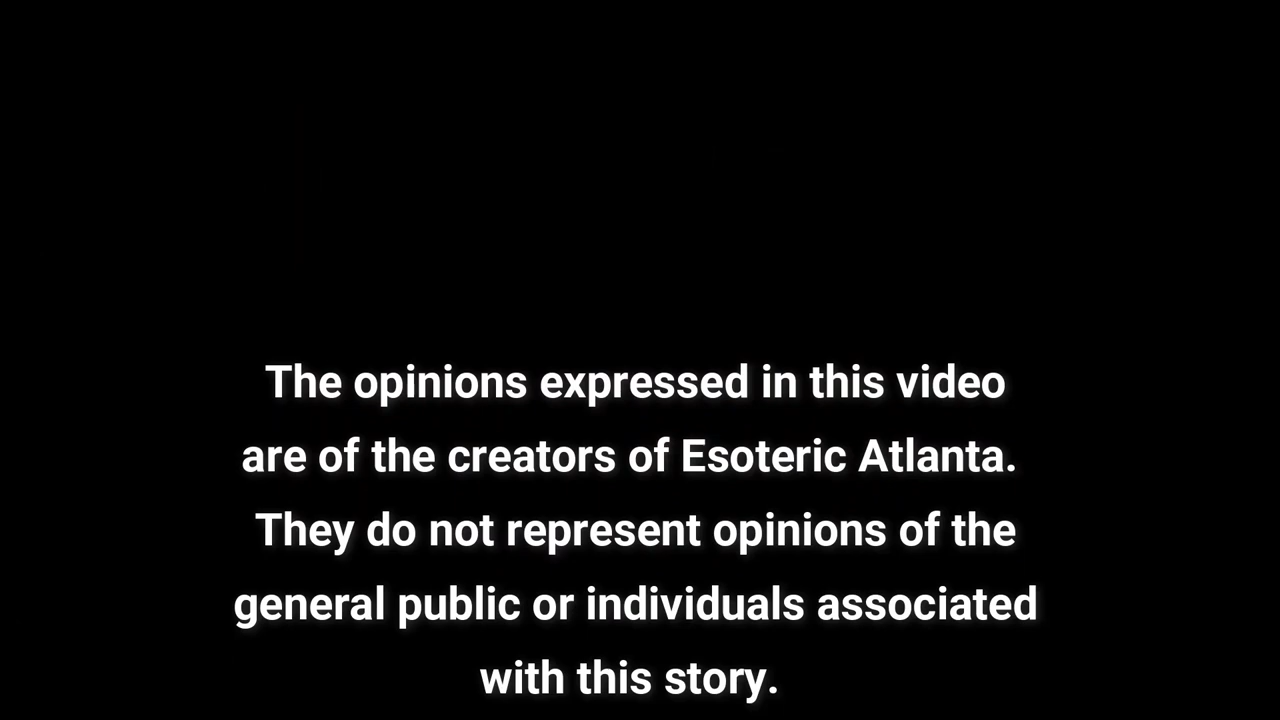 The opinions expressed in this video
are of the creators of Esoteric Atlanta.
They do not represent opinions of the
general public or individuals associated
with this story.